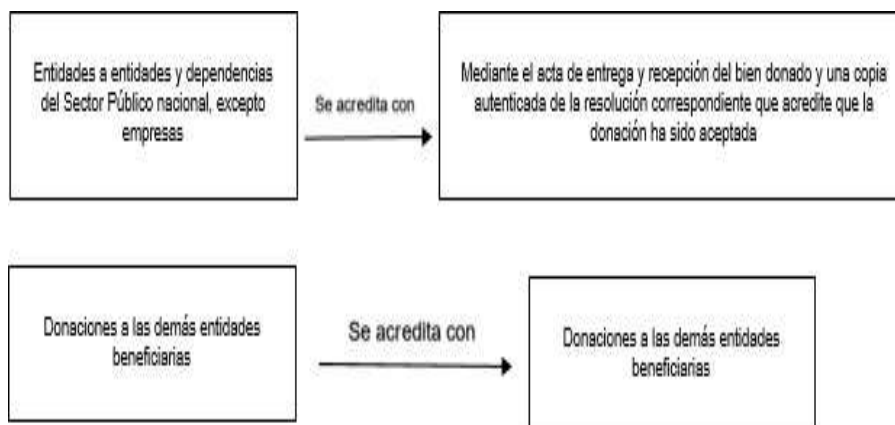 Entidades a entidades y dependencias
del Sector Público nacional, excepto
empresas
Se acredita con
Mediante el acta de entrega y recepción del bien donado y una copia
autenticada de la resolución correspondiente que acredite que la
donación ha sido aceptada
Donaciones a las demás entidades
beneficiarias
Se acredita con
Donaciones a las demás entidades
beneficiarias